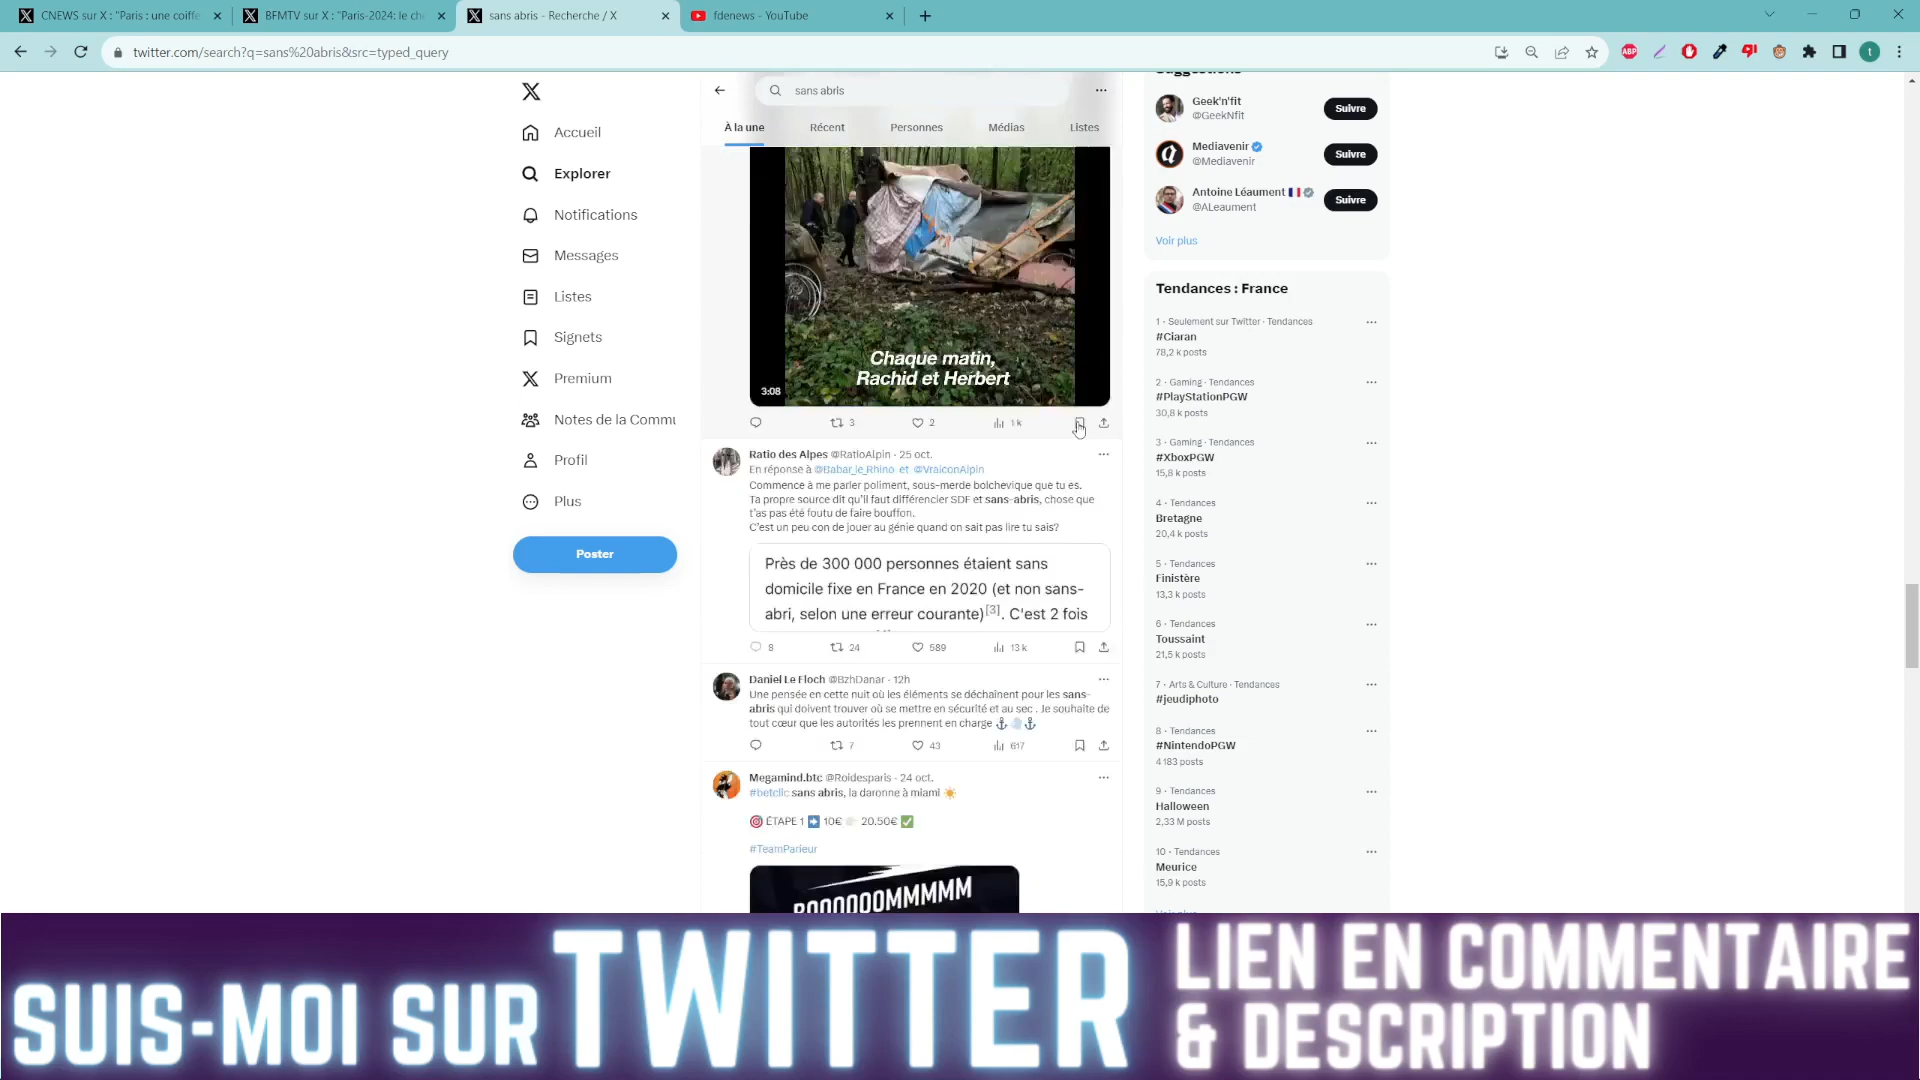 CNEWS sur X : "Paris : une coiffe
BFMTV sur X : "Paris-2024: le ch
sans abris - Recherche / X
fdenews - YouTube
twitter.com/search?q=sans%20abris&src=typed_query
ABP
t
Accueil
Explorer
Notifications
Messages
Listes
Signets
Premium
Notes de la Commu
Profil
Plus
Poster
sans abris
À la une
Récent
Personnes
Médias
Listes
Chaque matin,
Rachid et Herbert
3:08
3
2
1 k
Ratio des Alpes @RatioAlpin · 25 oct.
En réponse à @Babar_le_Rhino et @VraiconAlpin
Commence à me parler poliment, sous-merde bolchevique que tu es.
Ta propre source dit qu'il faut différencier SDF et sans-abris, chose que
t'as pas été foutu de faire bouffon.
C'est un peu con de jouer au génie quand on sait pas lire tu sais?
Près de 300 000 personnes étaient sans
domicile fixe en France en 2020 (et non sans-
abri, selon une erreur courante)[3]. C'est 2 fois
8
24
589
13 k
Daniel Le Floch @BzhDanar · 12h
Une pensée en cette nuit où les éléments se déchaînent pour les sans-
abris qui doivent trouver où se mettre en sécurité et au sec . Je souhaite de
tout cœur que les autorités les prennent en charge
7
43
617
Megamind.btc @Roidesparis · 24 oct.
#betclic sans abris, la daronne à miami ☀️
🎯 ÉTAPE 1 ➡️ 10€ 👉 20.50€ ✅
#TeamParieur
BOOOOOOMMMMM
Suggestions
Geek'n'fit
@GeekNfit
Suivre
Mediavenir
@Mediavenir
Suivre
Antoine Léaument 🇫🇷
@ALeaument
Suivre
Voir plus
Tendances : France
1 · Seulement sur Twitter · Tendances
#Ciaran
78,2 k posts
2 · Gaming · Tendances
#PlayStationPGW
30,8 k posts
3 · Gaming · Tendances
#XboxPGW
15,8 k posts
4 · Tendances
Bretagne
20,4 k posts
5 · Tendances
Finistère
13,3 k posts
6 · Tendances
Toussaint
21,5 k posts
7 · Arts & Culture · Tendances
#jeudiphoto
8 · Tendances
#NintendoPGW
4 183 posts
9 · Tendances
Halloween
2,33 M posts
10 · Tendances
Meurice
15,9 k posts
Voir plus
SUIS-MOI SUR TWITTER
LIEN EN COMMENTAIRE
& DESCRIPTION